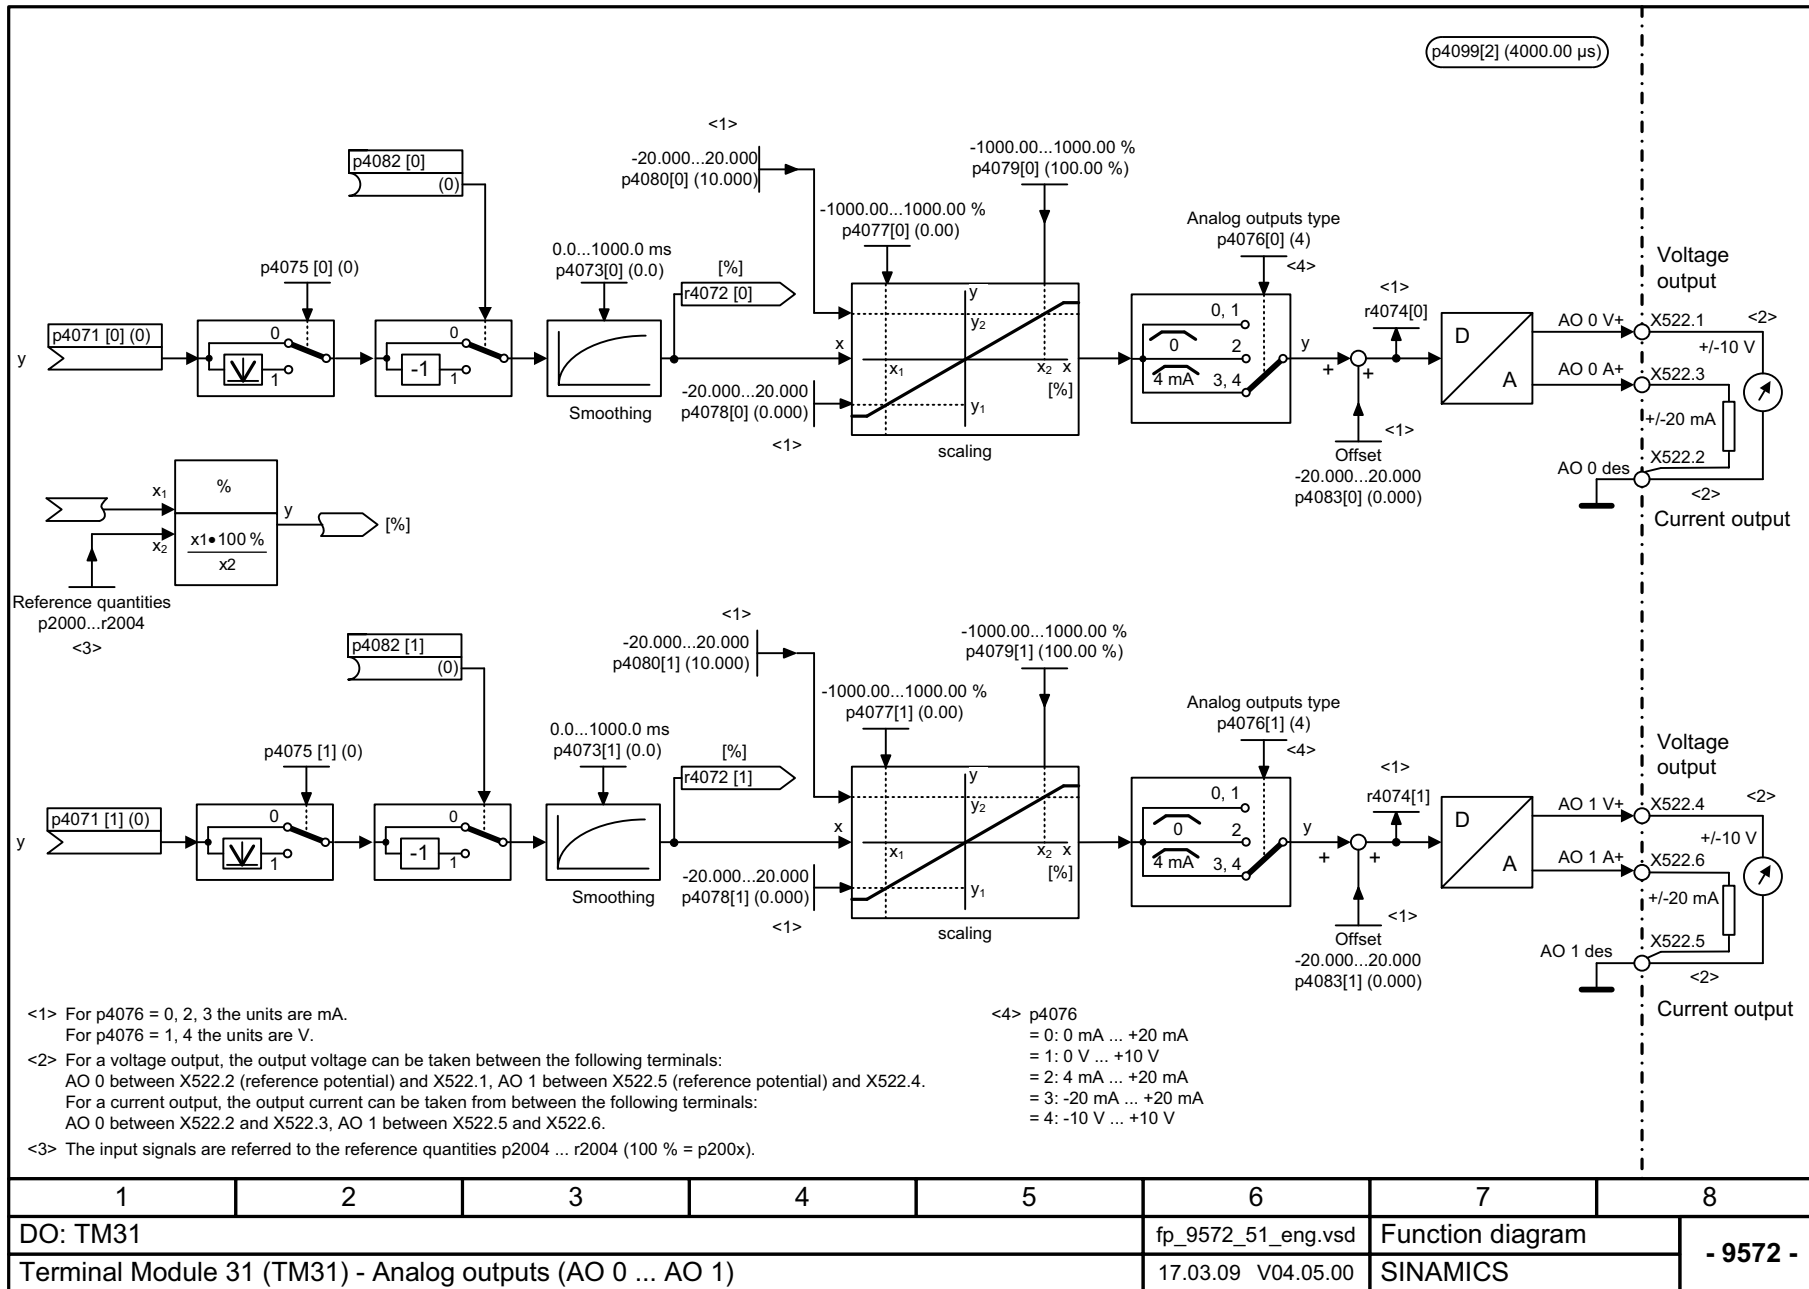 p4099[2] (4000.00 µs)
<1>
-20.000...20.000
p4080[0] (10.000)
-1000.00...1000.00 %
p4079[0] (100.00 %)
p4082 [0]
(0)
-1000.00...1000.00 %
p4077[0] (0.00)
Analog outputs type
p4076[0] (4)
<4>
p4075 [0] (0)
0.0...1000.0 ms
p4073[0] (0.0)
[%]
r4072 [0]
<1>
r4074[0]
Voltage
output
y
p4071 [0] (0)
0
1
0
-1
1
Smoothing
x
-20.000...20.000
p4078[0] (0.000)
<1>
y
y2
x1
x2
x
[%]
y1
scaling
0, 1
0
2
4 mA
3, 4
y
+
+
<1>
Offset
-20.000...20.000
p4083[0] (0.000)
D
A
AO 0 V+
X522.1
<2>
+/-10 V
AO 0 A+
X522.3
+/-20 mA
X522.2
AO 0 des
<2>
Current output
x1
x2
%
x1•100 %
x2
y
[%]
Reference quantities
p2000...r2004
<3>
<1>
-20.000...20.000
p4080[1] (10.000)
-1000.00...1000.00 %
p4079[1] (100.00 %)
p4082 [1]
(0)
-1000.00...1000.00 %
p4077[1] (0.00)
Analog outputs type
p4076[1] (4)
<4>
p4075 [1] (0)
0.0...1000.0 ms
p4073[1] (0.0)
[%]
r4072 [1]
<1>
r4074[1]
Voltage
output
y
p4071 [1] (0)
0
1
0
-1
1
Smoothing
x
-20.000...20.000
p4078[1] (0.000)
<1>
y
y2
x1
x2
x
[%]
y1
scaling
0, 1
0
2
4 mA
3, 4
y
+
+
<1>
Offset
-20.000...20.000
p4083[1] (0.000)
D
A
AO 1 V+
X522.4
<2>
+/-10 V
AO 1 A+
X522.6
+/-20 mA
X522.5
AO 1 des
<2>
Current output
<1> For p4076 = 0, 2, 3 the units are mA.
For p4076 = 1, 4 the units are V.
<2> For a voltage output, the output voltage can be taken between the following terminals:
AO 0 between X522.2 (reference potential) and X522.1, AO 1 between X522.5 (reference potential) and X522.4.
For a current output, the output current can be taken from between the following terminals:
AO 0 between X522.2 and X522.3, AO 1 between X522.5 and X522.6.
<3> The input signals are referred to the reference quantities p2004 ... r2004 (100 % = p200x).
<4> p4076
= 0: 0 mA ... +20 mA
= 1: 0 V ... +10 V
= 2: 4 mA ... +20 mA
= 3: -20 mA ... +20 mA
= 4: -10 V ... +10 V
1 2 3 4 5 6 7 8
DO: TM31
fp_9572_51_eng.vsd
Function diagram
- 9572 -
Terminal Module 31 (TM31) - Analog outputs (AO 0 ... AO 1)
17.03.09 V04.05.00
SINAMICS